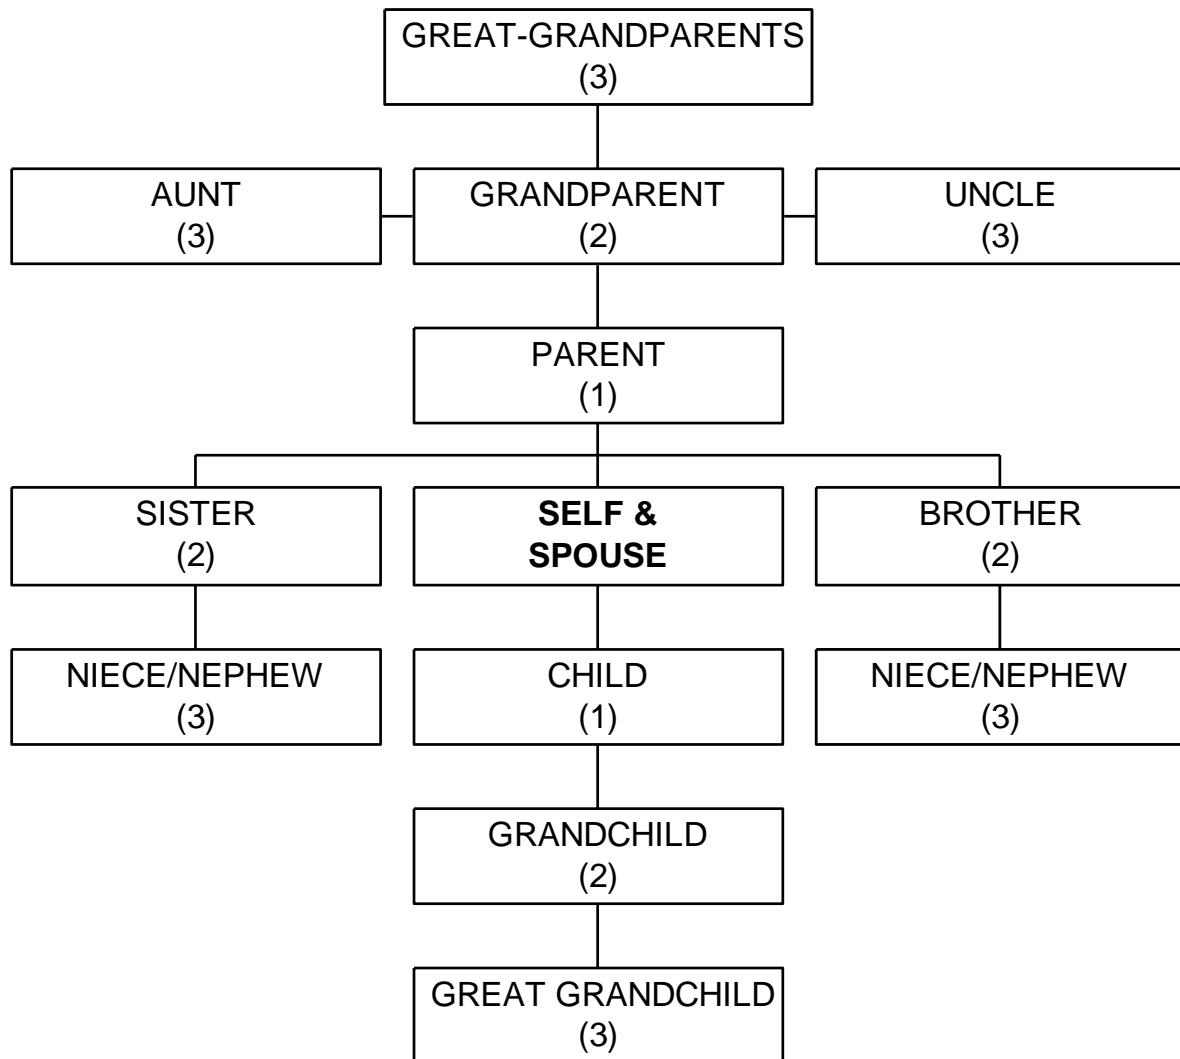 GREAT-GRANDPARENTS
(3)
AUNT
(3)
GRANDPARENT
(2)
UNCLE
(3)
PARENT
(1)
SISTER
(2)
SELF &
SPOUSE
BROTHER
(2)
NIECE/NEPHEW
(3)
CHILD
(1)
NIECE/NEPHEW
(3)
GRANDCHILD
(2)
GREAT GRANDCHILD
(3)